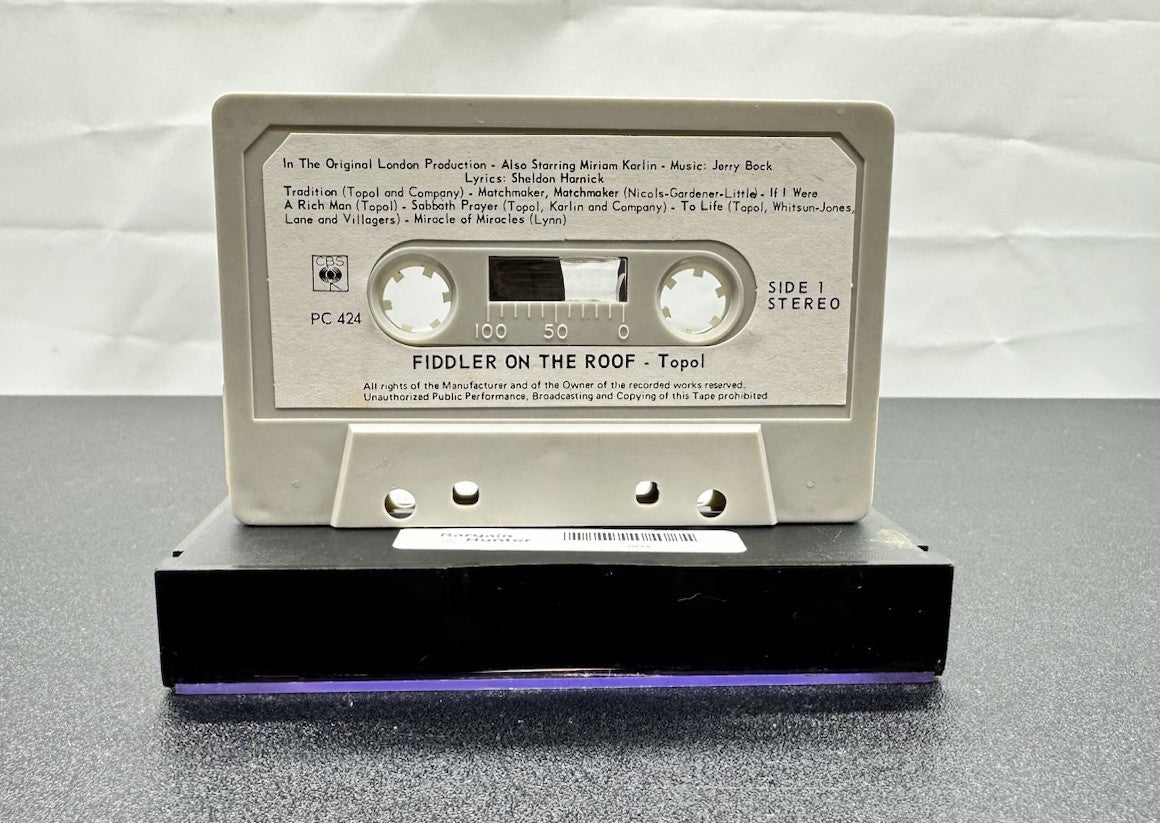 In The Original London Production - Also Starring Miriam Karlin - Music: Jerry Bock
Lyrics: Sheldon Harnick
Tradition (Topol and Company) - Matchmaker, Matchmaker (Nicols-Gardener-Little) - If I Were
A Rich Man (Topol) - Sabbath Prayer (Topol, Karlin and Company) - To Life (Topol, Whitsun-Jones,
Lane and Villagers) - Miracle of Miracles (Lynn)
CBS
PC 424
SIDE 1
STEREO
100 50 0
FIDDLER ON THE ROOF - Topol
All rights of the Manufacturer and of the Owner of the recorded works reserved.
Unauthorized Public Performance, Broadcasting and Copying of this Tape prohibited
Bargain
Hunter